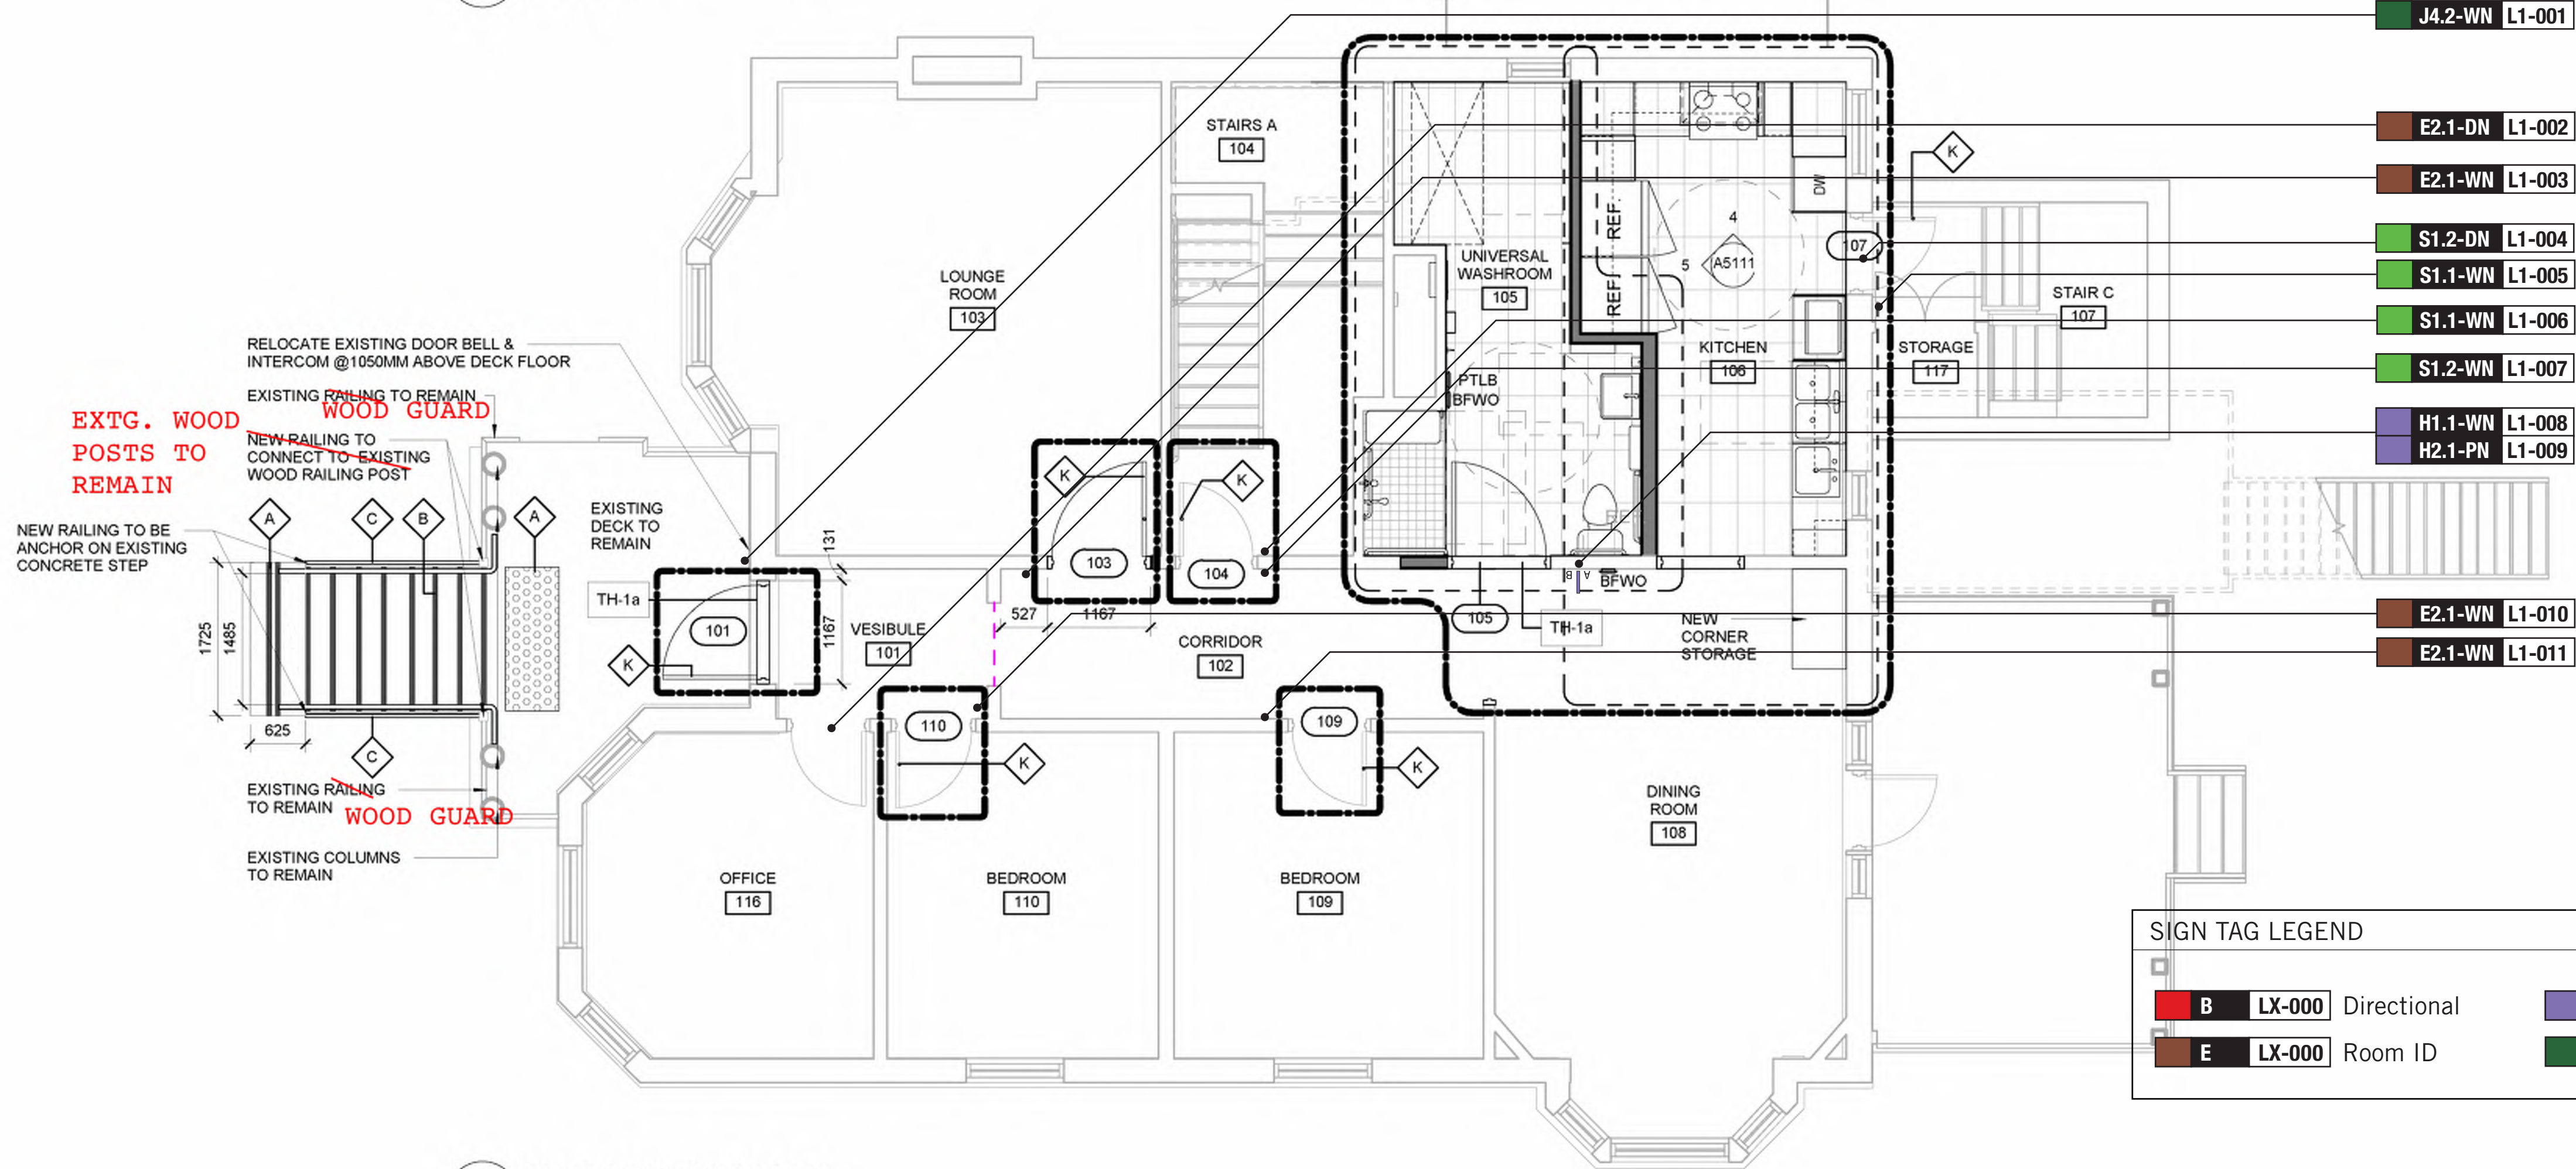 J4.2-WN L1-001
E2.1-DN L1-002
E2.1-WN L1-003
S1.2-DN L1-004
S1.1-WN L1-005
S1.1-WN L1-006
S1.2-WN L1-007
H1.1-WN L1-008
H2.1-PN L1-009
E2.1-WN L1-010
E2.1-WN L1-011
STAIRS A
104
K
DW
REF.
REF.
4
5
A5111
107
UNIVERSAL
WASHROOM
105
LOUNGE
ROOM
103
STAIR C
107
KITCHEN
106
STORAGE
117
PTLB
BFWO
RELOCATE EXISTING DOOR BELL &
INTERCOM @1050MM ABOVE DECK FLOOR
EXISTING RAILING TO REMAIN
WOOD GUARD
EXTG. WOOD
POSTS TO
REMAIN
NEW RAILING TO
CONNECT TO EXISTING
WOOD RAILING POST
NEW RAILING TO BE
ANCHOR ON EXISTING
CONCRETE STEP
A
C
B
A
EXISTING
DECK TO
REMAIN
K
K
103
104
131
TH-1a
101
K
1167
1725
1485
625
C
VESIBULE
101
527
1167
CORRIDOR
102
B
A
BFWO
105
TH-1a
NEW
CORNER
STORAGE
110
K
109
K
EXISTING RAILING
TO REMAIN
WOOD GUARD
EXISTING COLUMNS
TO REMAIN
OFFICE
116
BEDROOM
110
BEDROOM
109
DINING
ROOM
108
SIGN TAG LEGEND
B LX-000 Directional
E LX-000 Room ID